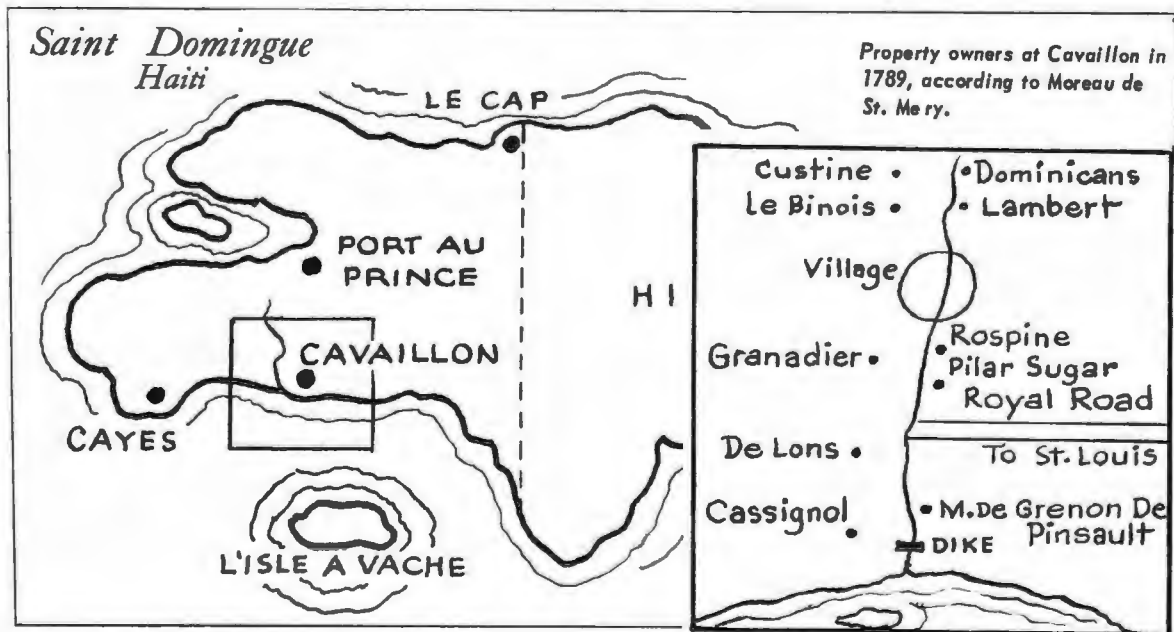 Saint Domingue
Haiti
Property owners at Cavaillon in
1789, according to Moreau de
St. Mery.
LE CAP
PORT AU
PRINCE
HI
CAVAILLON
CAYES
L'ISLE A VACHE
Custine
Dominicans
Le Binois
Lambert
Village
Rospine
Granadier
Pilar Sugar
Royal Road
De Lons
To St. Louis
Cassignol
M. De Grenon De
Pinsault
DIKE